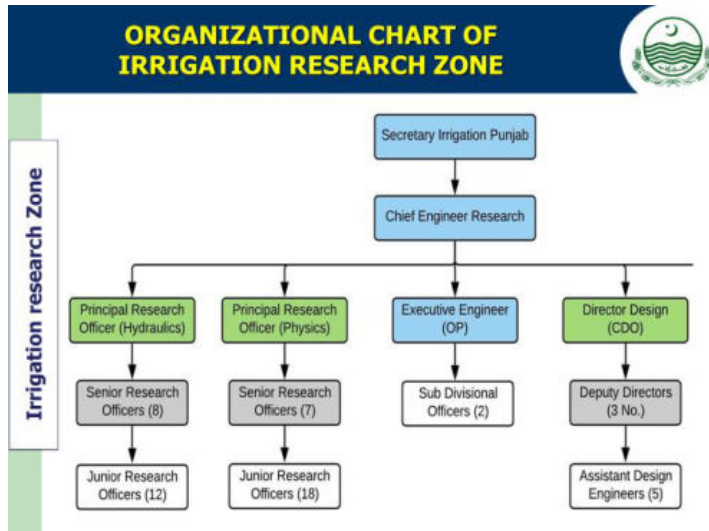 ORGANIZATIONAL CHART OF
IRRIGATION RESEARCH ZONE
Irrigation research Zone
Secretary Irrigation Punjab
Chief Engineer Research
Principal Research
Officer (Hydraulics)
Principal Research
Officer (Physics)
Executive Engineer
(OP)
Director Design
(CDO)
Senior Research
Officers (8)
Senior Research
Officers (7)
Sub Divisional
Officers (2)
Deputy Directors
(3 No.)
Junior Research
Officers (12)
Junior Research
Officers (18)
Assistant Design
Engineers (5)